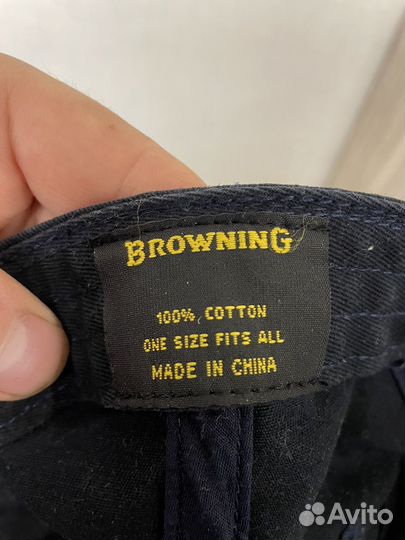 BROWNING
100% COTTON
ONE SIZE FITS ALL
MADE IN CHINA
Avito